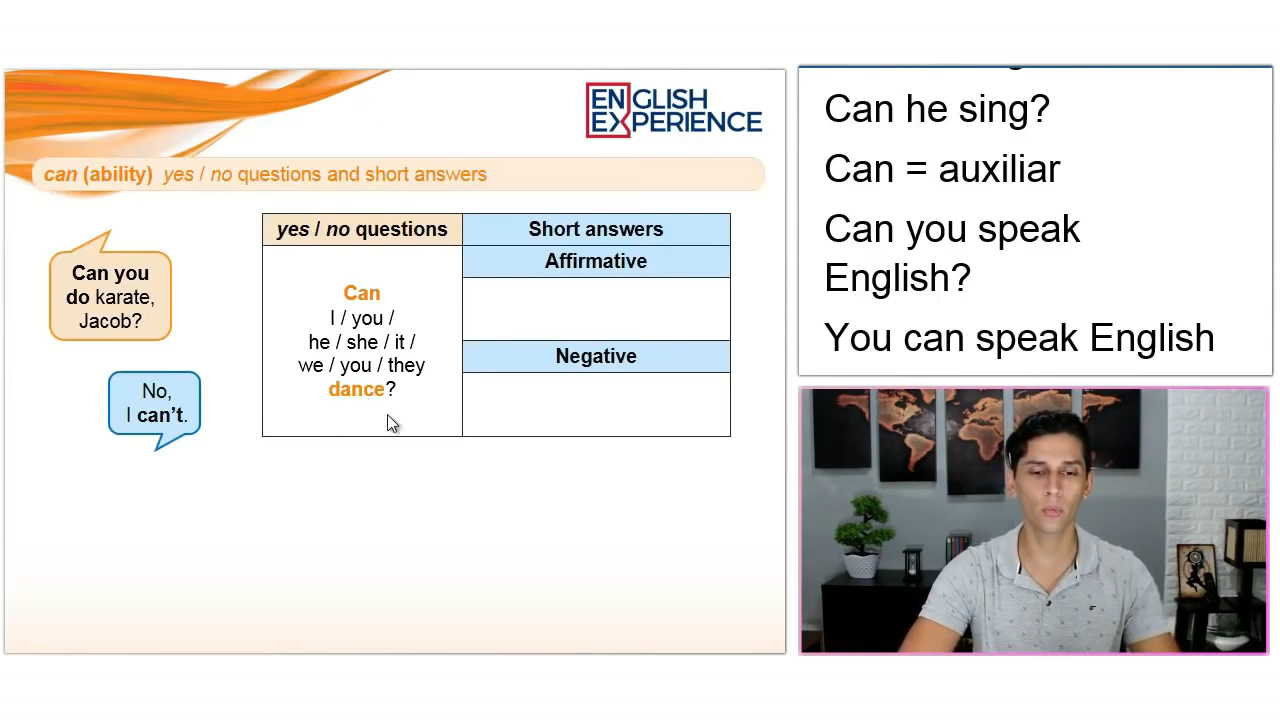 ENGLISH
EXPERIENCE
can (ability) yes / no questions and short answers
Can you
do karate,
Jacob?
No,
I can't.
yes / no questions
Can
I / you /
he / she / it /
we / you / they
dance?
Short answers
Affirmative
Negative
Can he sing?
Can = auxiliar
Can you speak
English?
You can speak English